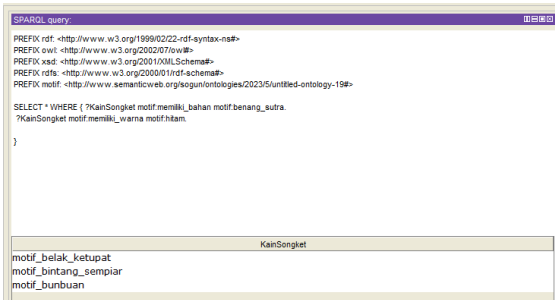 SPARQL query:
PREFIX rdf: <http://www.w3.org/1999/02/22-rdf-syntax-ns#>
PREFIX owl: <http://www.w3.org/2002/07/owl#>
PREFIX xsd: <http://www.w3.org/2001/XMLSchema#>
PREFIX rdfs: <http://www.w3.org/2000/01/rdf-schema#>
PREFIX motif: <http://www.semanticweb.org/sogun/ontologies/2023/5/untitled-ontology-19#>
SELECT * WHERE { ?KainSongket motif:memiliki_bahan motif:benang_sutra.
?KainSongket motif:memiliki_warna motif:hitam.
}
KainSongket
motif_belak_ketupat
motif_bintang_sempiar
motif_bunbuan